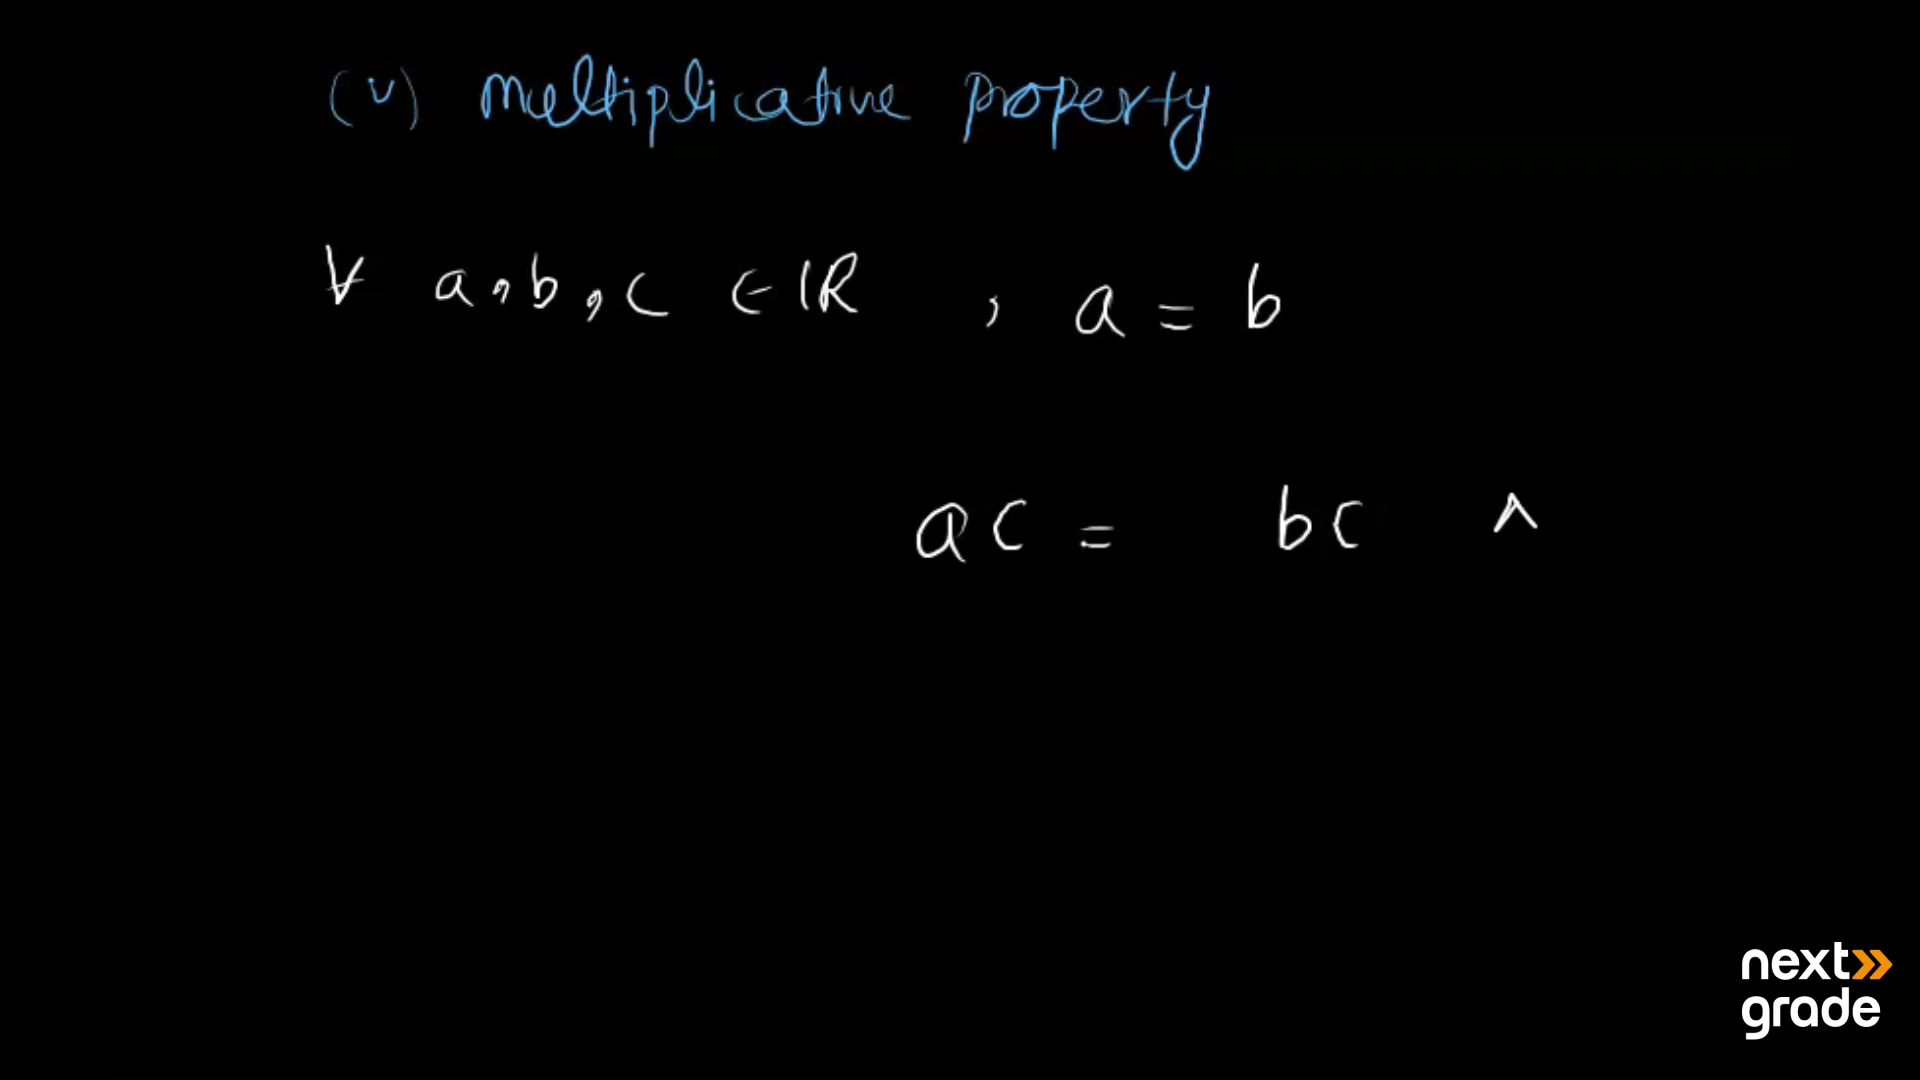 (v) multiplicative property
∀ a, b, c ∈ ℝ , a = b
ac = bc ∧
next
grade